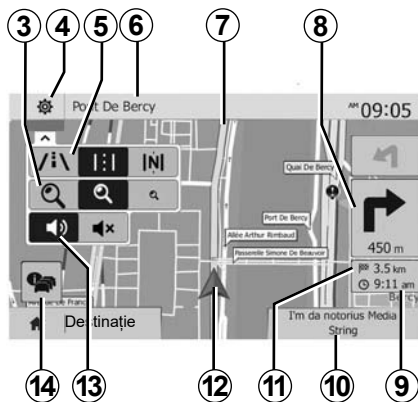 3 4 5 6 7 8
Port De Bercy
AM 09:05
N
Quai De Bercy
Port De Bercy
450 m
Allée Arthur Rimbaud
Passerelle Simone De Beauvoir
3.5 km
9:11 am
Bercy
de France
Destinație
I'm da notorius Media
String
14 13 12 11 10 9